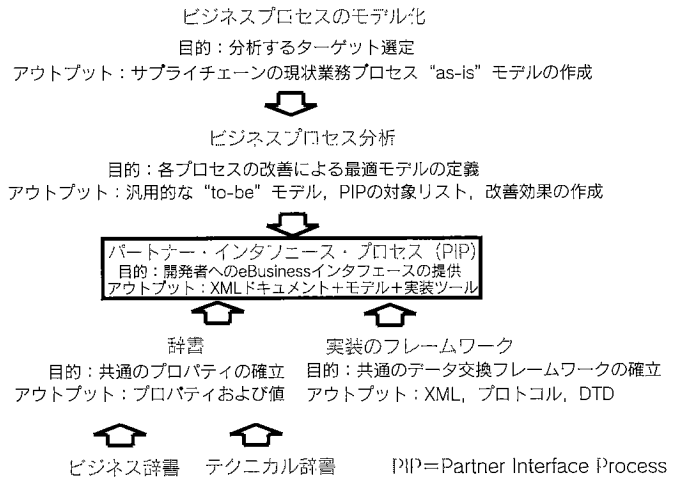 ビジネスプロセスのモデル化
目的：分析するターゲット選定
アウトプット：サプライチェーンの現状業務プロセス“as-is”モデルの作成
ビジネスプロセス分析
目的：各プロセスの改善による最適モデルの定義
アウトプット：汎用的な“to-be”モデル，PIPの対象リスト，改善効果の作成
パートナー・インタフェース・プロセス（PIP）
目的：開発者へのeBusinessインタフェースの提供
アウトプット：XMLドキュメント＋モデル＋実装ツール
辞書
目的：共通のプロパティの確立
アウトプット：プロパティおよび値
実装のフレームワーク
目的：共通のデータ交換フレームワークの確立
アウトプット：XML，プロトコル，DTD
ビジネス辞書
テクニカル辞書
PIP＝Partner Interface Process